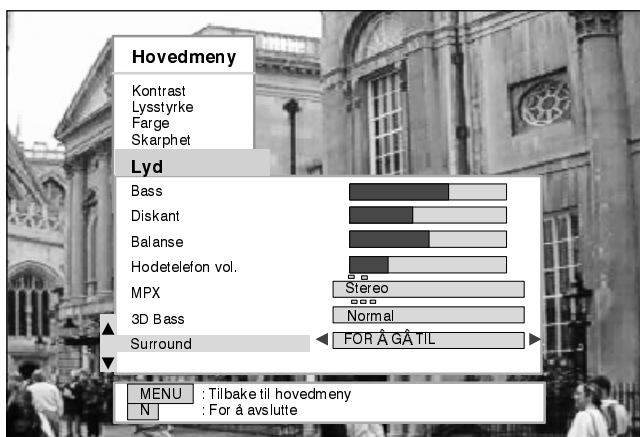 Hovedmeny
Kontrast
Lysstyrke
Farge
Skarphet
Lyd
Bass
Diskant
Balanse
Hodetelefon vol.
MPX Stereo
3D Bass Normal
Surround FOR Å GÅ TIL
MENU : Tilbake til hovedmeny
N : For å avslutte